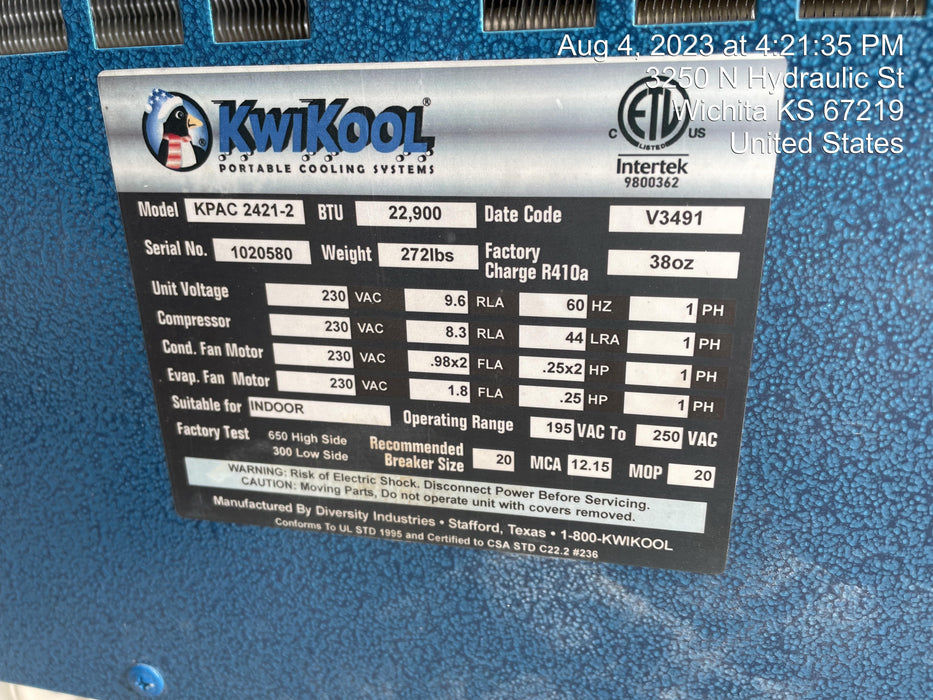 Aug 4, 2023 at 4:21:35 PM
3250 N Hydraulic St
Wichita KS 67219
United States
KWIKOOL®
PORTABLE COOLING SYSTEMS
C ETL US
LISTED
Intertek
9800362
Model KPAC 2421-2 BTU 22,900 Date Code V3491
Serial No. 1020580 Weight 272lbs Factory Charge R410a 38oz
Unit Voltage 230 VAC 9.6 RLA 60 HZ 1 PH
Compressor 230 VAC 8.3 RLA 44 LRA 1 PH
Cond. Fan Motor 230 VAC .98x2 FLA .25x2 HP 1 PH
Evap. Fan Motor 230 VAC 1.8 FLA .25 HP 1 PH
Suitable for INDOOR Operating Range 195 VAC To 250 VAC
Factory Test 650 High Side
300 Low Side
Recommended
Breaker Size 20 MCA 12.15 MOP 20
WARNING: Risk of Electric Shock. Disconnect Power Before Servicing.
CAUTION: Moving Parts, Do not operate unit with covers removed.
Manufactured By Diversity Industries • Stafford, Texas • 1-800-KWIKOOL
Conforms To UL STD 1995 and Certified to CSA STD C22.2 #236